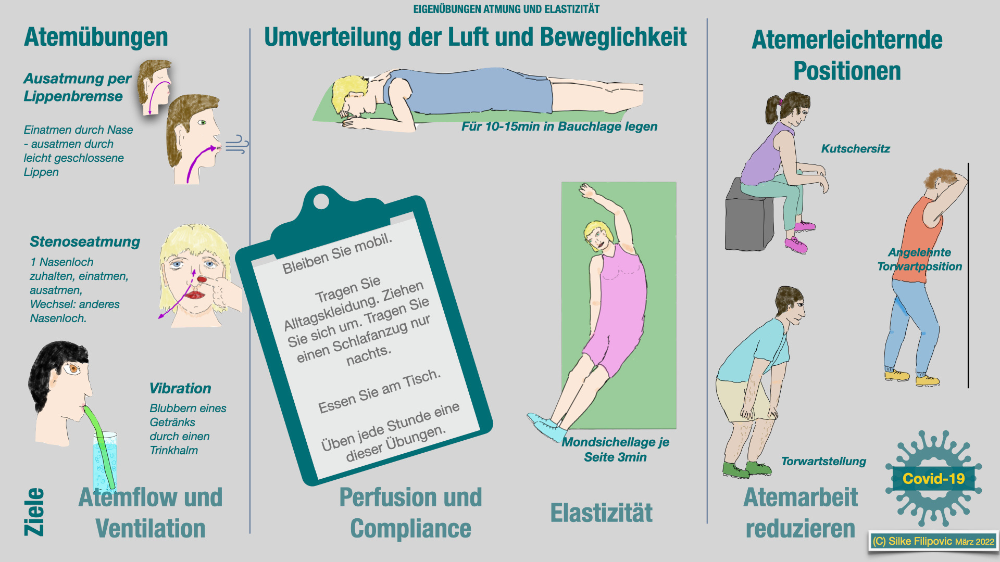 EIGENÜBUNGEN ATMUNG UND ELASTIZITÄT
Atemübungen
Ausatmung per
Lippenbremse
Einatmen durch Nase
- ausatmen durch
leicht geschlossene
Lippen
Stenoseatmung
1 Nasenloch
zuhalten, einatmen,
ausatmen,
Wechsel: anderes
Nasenloch.
Vibration
Blubbern eines
Getränks
durch einen
Trinkhalm
Umverteilung der Luft und Beweglichkeit
Für 10-15min in Bauchlage legen
Bleiben Sie mobil.
Tragen Sie
Alltagskleidung. Ziehen
Sie sich um. Tragen Sie
einen Schlafanzug nur
nachts.
Essen Sie am Tisch.
Üben jede Stunde eine
dieser Übungen.
Mondsichellage je
Seite 3min
Atemerleichternde
Positionen
Kutschersitz
Angelehnte
Torwartposition
Torwartstellung
Ziele
Atemflow und
Ventilation
Perfusion und
Compliance
Elastizität
Atemarbeit
reduzieren
Covid-19
(C) Silke Filipovic März 2022